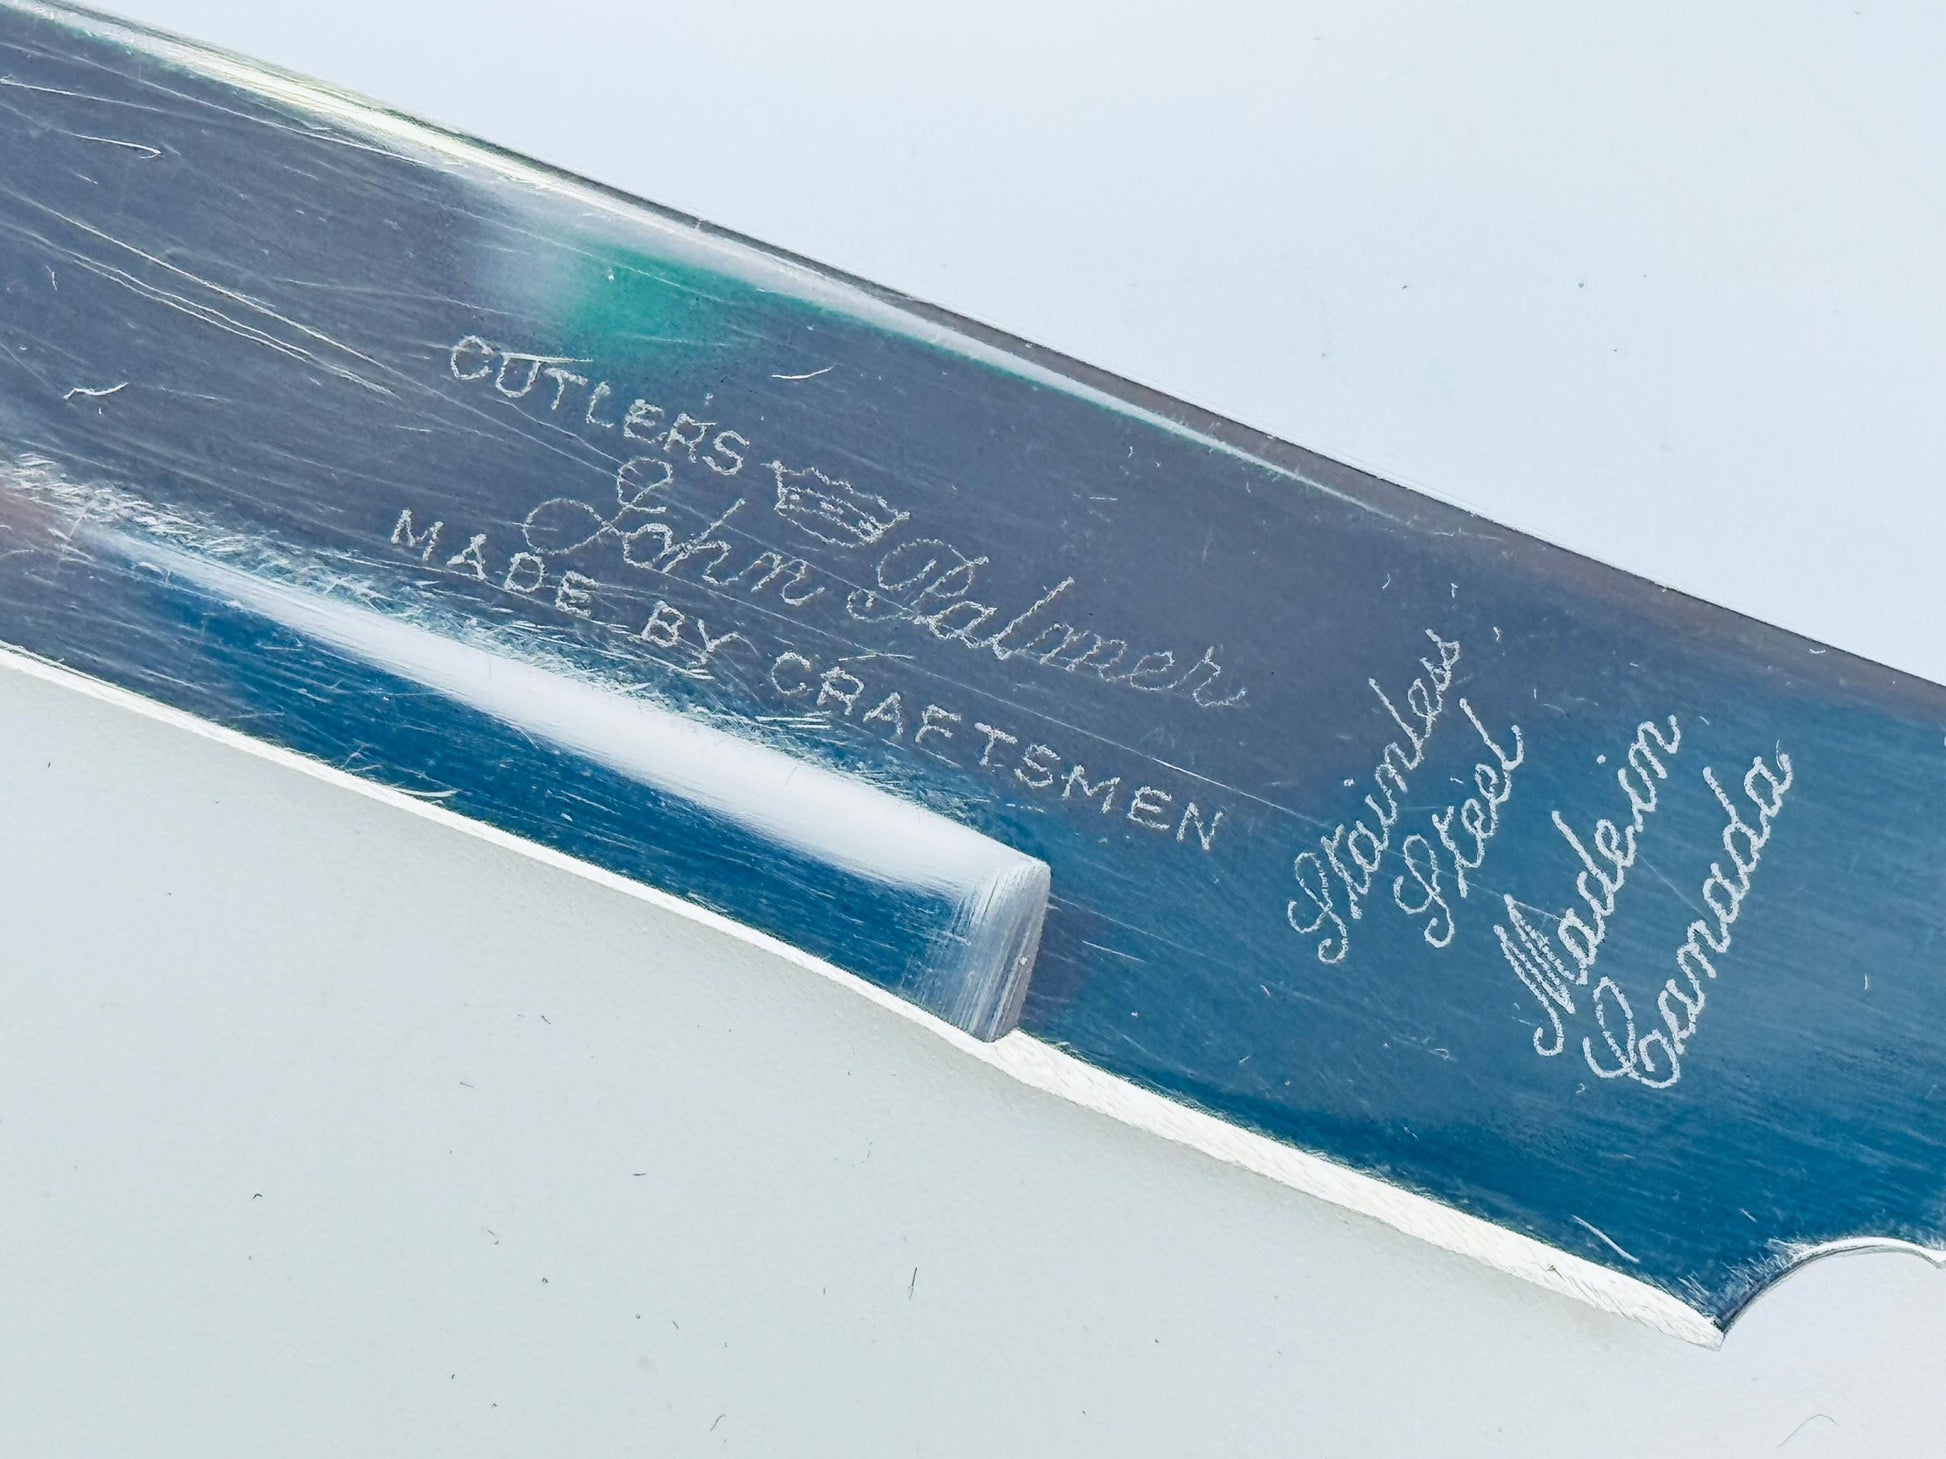 CUTLERS
John Palmer
MADE BY CRAFTSMEN
Stainless
Steel
Made in
Canada